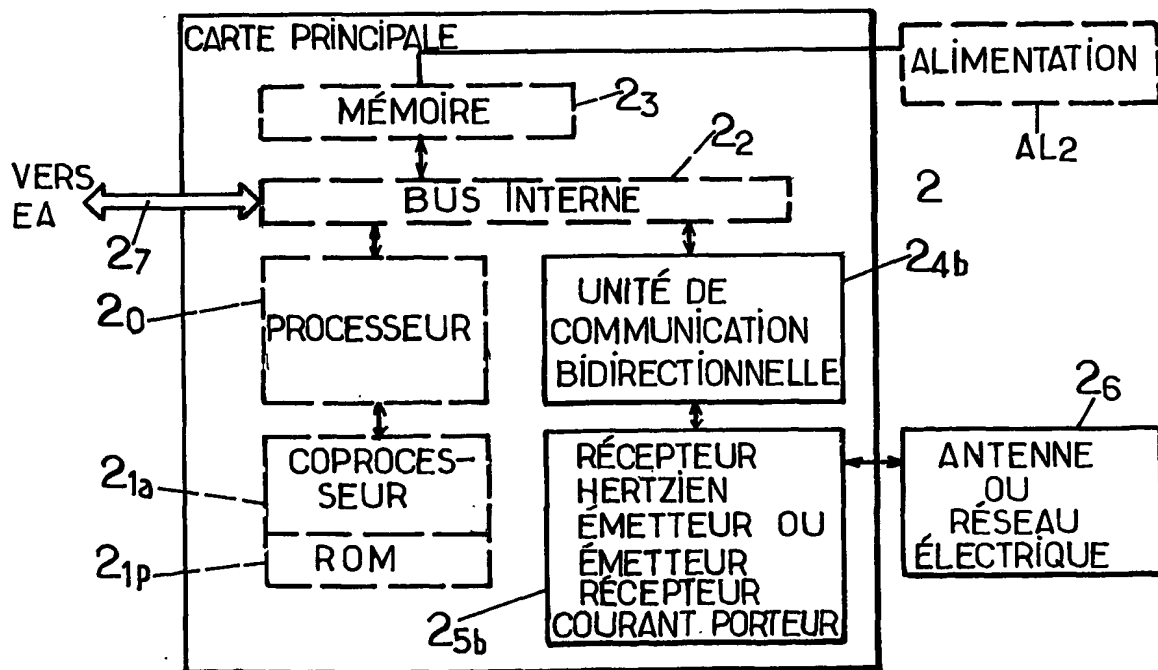 CARTE PRINCIPALE
ALIMENTATION
AL2
MÉMOIRE
23
22
VERS
EA
BUS INTERNE
2
27
24b
20
PROCESSEUR
UNITÉ DE
COMMUNICATION
BIDIRECTIONNELLE
26
21a
COPROCES-
SEUR
21p
ROM
RÉCEPTEUR
HERTZIEN
ÉMETTEUR OU
ÉMETTEUR
RÉCEPTEUR
COURANT PORTEUR
25b
ANTENNE
OU
RÉSEAU
ÉLECTRIQUE